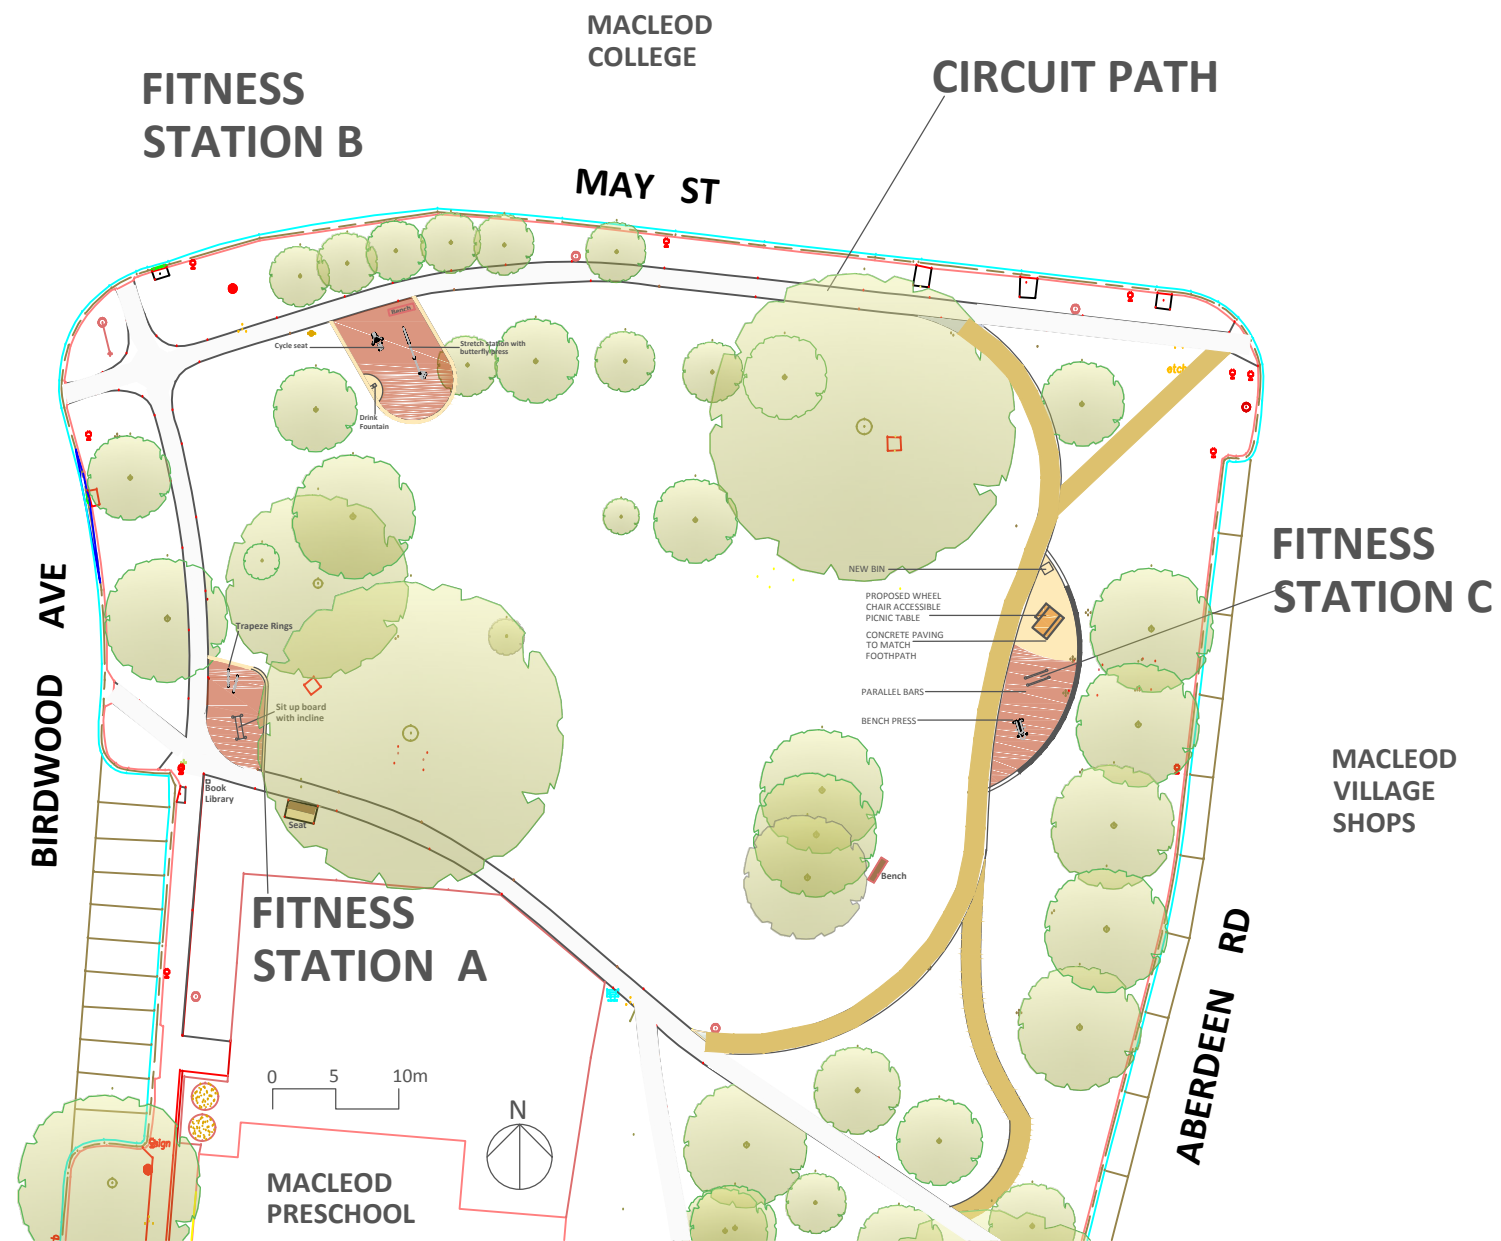 MACLEOD
COLLEGE
FITNESS
STATION B
CIRCUIT PATH
MAY ST
Bench
Cycle seat
Stretch station with
butterfly press
Drink
Fountain
etch
FITNESS
STATION C
NEW BIN
PROPOSED WHEEL
CHAIR ACCESSIBLE
PICNIC TABLE
CONCRETE PAVING
TO MATCH
FOOTPATH
PARALLEL BARS
BENCH PRESS
BIRDWOOD AVE
Trapeze Rings
Sit up board
with incline
Book
Library
Seat
MACLEOD
VILLAGE
SHOPS
Bench
FITNESS
STATION A
ABERDEEN RD
0 5 10m
N
Sign
MACLEOD
PRESCHOOL